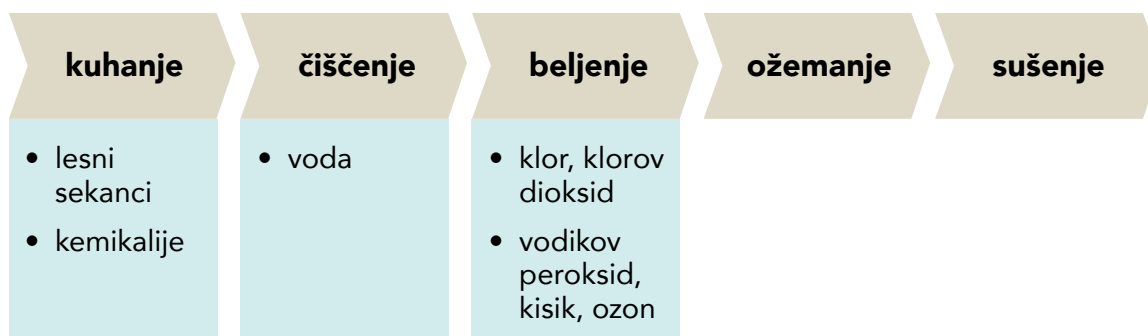 kuhanje
čiščenje
beljenje
ožemanje
sušenje
• lesni
sekanci
• kemikalije
• voda
• klor, klorov
dioksid
• vodikov
peroksid,
kisik, ozon